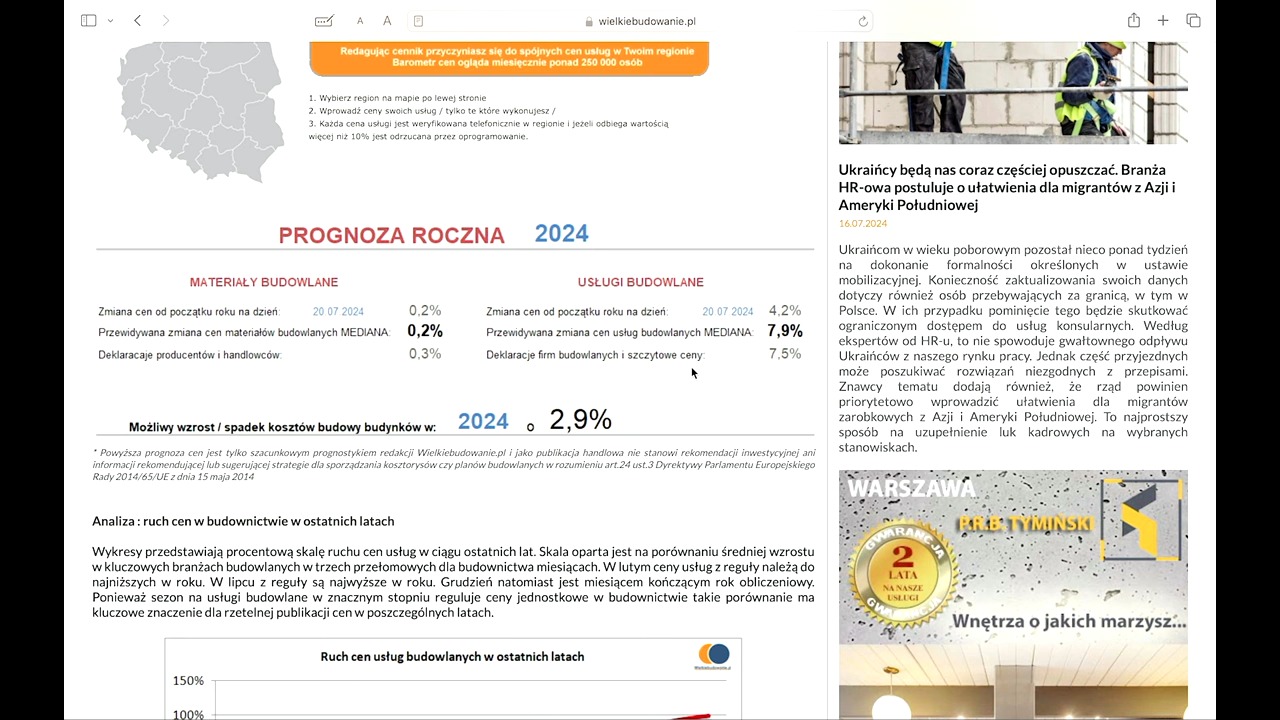 A
A
wielkiebudowanie.pl
Redagując cennik przyczyniasz się do spójnych cen usług w Twoim regionie
Barometr cen ogląda miesięcznie ponad 250 000 osób
1. Wybierz region na mapie po lewej stronie
2. Wprowadź ceny swoich usług / tylko te które wykonujesz /
3. Każda cena usługi jest weryfikowana telefonicznie w regionie i jeżeli odbiega wartością
więcej niż 10% jest odrzucana przez oprogramowanie.
PROGNOZA ROCZNA 2024
MATERIAŁY BUDOWLANE
Zmiana cen od początku roku na dzień: 20 07 2024 0,2%
Przewidywana zmiana cen materiałów budowlanych MEDIANA: 0,2%
Deklaracje producentów i handlowców: 0,3%
USŁUGI BUDOWLANE
Zmiana cen od początku roku na dzień: 20 07 2024 4,2%
Przewidywana zmiana cen usług budowlanych MEDIANA: 7,9%
Deklaracje firm budowlanych i szczytowe ceny: 7,5%
Możliwy wzrost / spadek kosztów budowy budynków w: 2024 o 2,9%
* Powyższa prognoza cen jest tylko szacunkowym prognostykiem redakcji Wielkiebudowanie.pl i jako publikacja handlowa nie stanowi rekomendacji inwestycyjnej ani
informacji rekomendującej lub sugerującej strategie dla sporządzania kosztorysów czy planów budowlanych w rozumieniu art.24 ust.3 Dyrektywy Parlamentu Europejskiego
Rady 2014/65/UE z dnia 15 maja 2014
Analiza : ruch cen w budownictwie w ostatnich latach
Wykresy przedstawiają procentową skalę ruchu cen usług w ciągu ostatnich lat. Skala oparta jest na porównaniu średniej wzrostu
w kluczowych branżach budowlanych w trzech przełomowych dla budownictwa miesiącach. W lutym ceny usług z reguły należą do
najniższych w roku. W lipcu z reguły są najwyższe w roku. Grudzień natomiast jest miesiącem kończącym rok obliczeniowy.
Ponieważ sezon na usługi budowlane w znacznym stopniu reguluje ceny jednostkowe w budownictwie takie porównanie ma
kluczowe znaczenie dla rzetelnej publikacji cen w poszczególnych latach.
Ruch cen usług budowlanych w ostatnich latach
150%
100%
Ukraińcy będą nas coraz częściej opuszczać. Branża
HR-owa postuluje o ułatwienia dla migrantów z Azji i
Ameryki Południowej
16.07.2024
Ukraińcom w wieku poborowym pozostał nieco ponad tydzień
na dokonanie formalności określonych w ustawie
mobilizacyjnej. Konieczność zaktualizowania swoich danych
dotyczy również osób przebywających za granicą, w tym w
Polsce. W ich przypadku pominięcie tego będzie skutkować
ograniczonym dostępem do usług konsularnych. Według
ekspertów od HR-u, to nie spowoduje gwałtownego odpływu
Ukraińców z naszego rynku pracy. Jednak część przyjezdnych
może poszukiwać rozwiązań niezgodnych z przepisami.
Znawcy tematu dodają również, że rząd powinien
priorytetowo wprowadzić ułatwienia dla migrantów
zarobkowych z Azji i Ameryki Południowej. To najprostszy
sposób na uzupełnienie luk kadrowych na wybranych
stanowiskach.
WARSZAWA
P.R.B. TYMIŃSKI
GWARANCJA
2
LATA
NA NASZE
USŁUGI
GWARANCJA
Wnętrza o jakich marzysz...